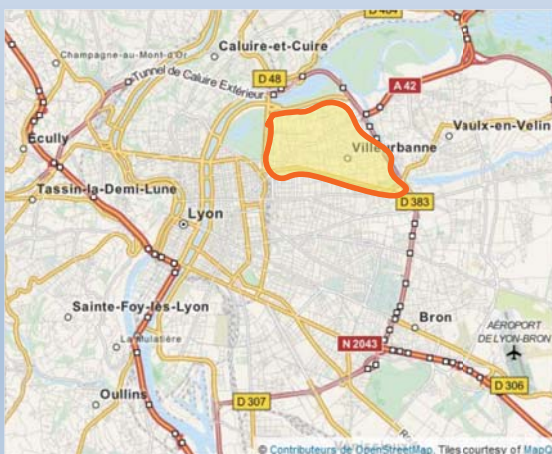 Caluire-et-Cuire
Champagne-au-Mont-d'Or
Tunnel de Caluire Extérieur
D 48
A 42
Écully
Villeurbanne
Vaulx-en-Velin
Tassin-la-Demi-Lune
D 383
Lyon
Sainte-Foy-lès-Lyon
Bron
AÉROPORT
DE LYON-BRON
La Mulatière
N 2043
Oullins
D 306
D 307
© Contributeurs de OpenStreetMap, Tiles courtesy of MapQ